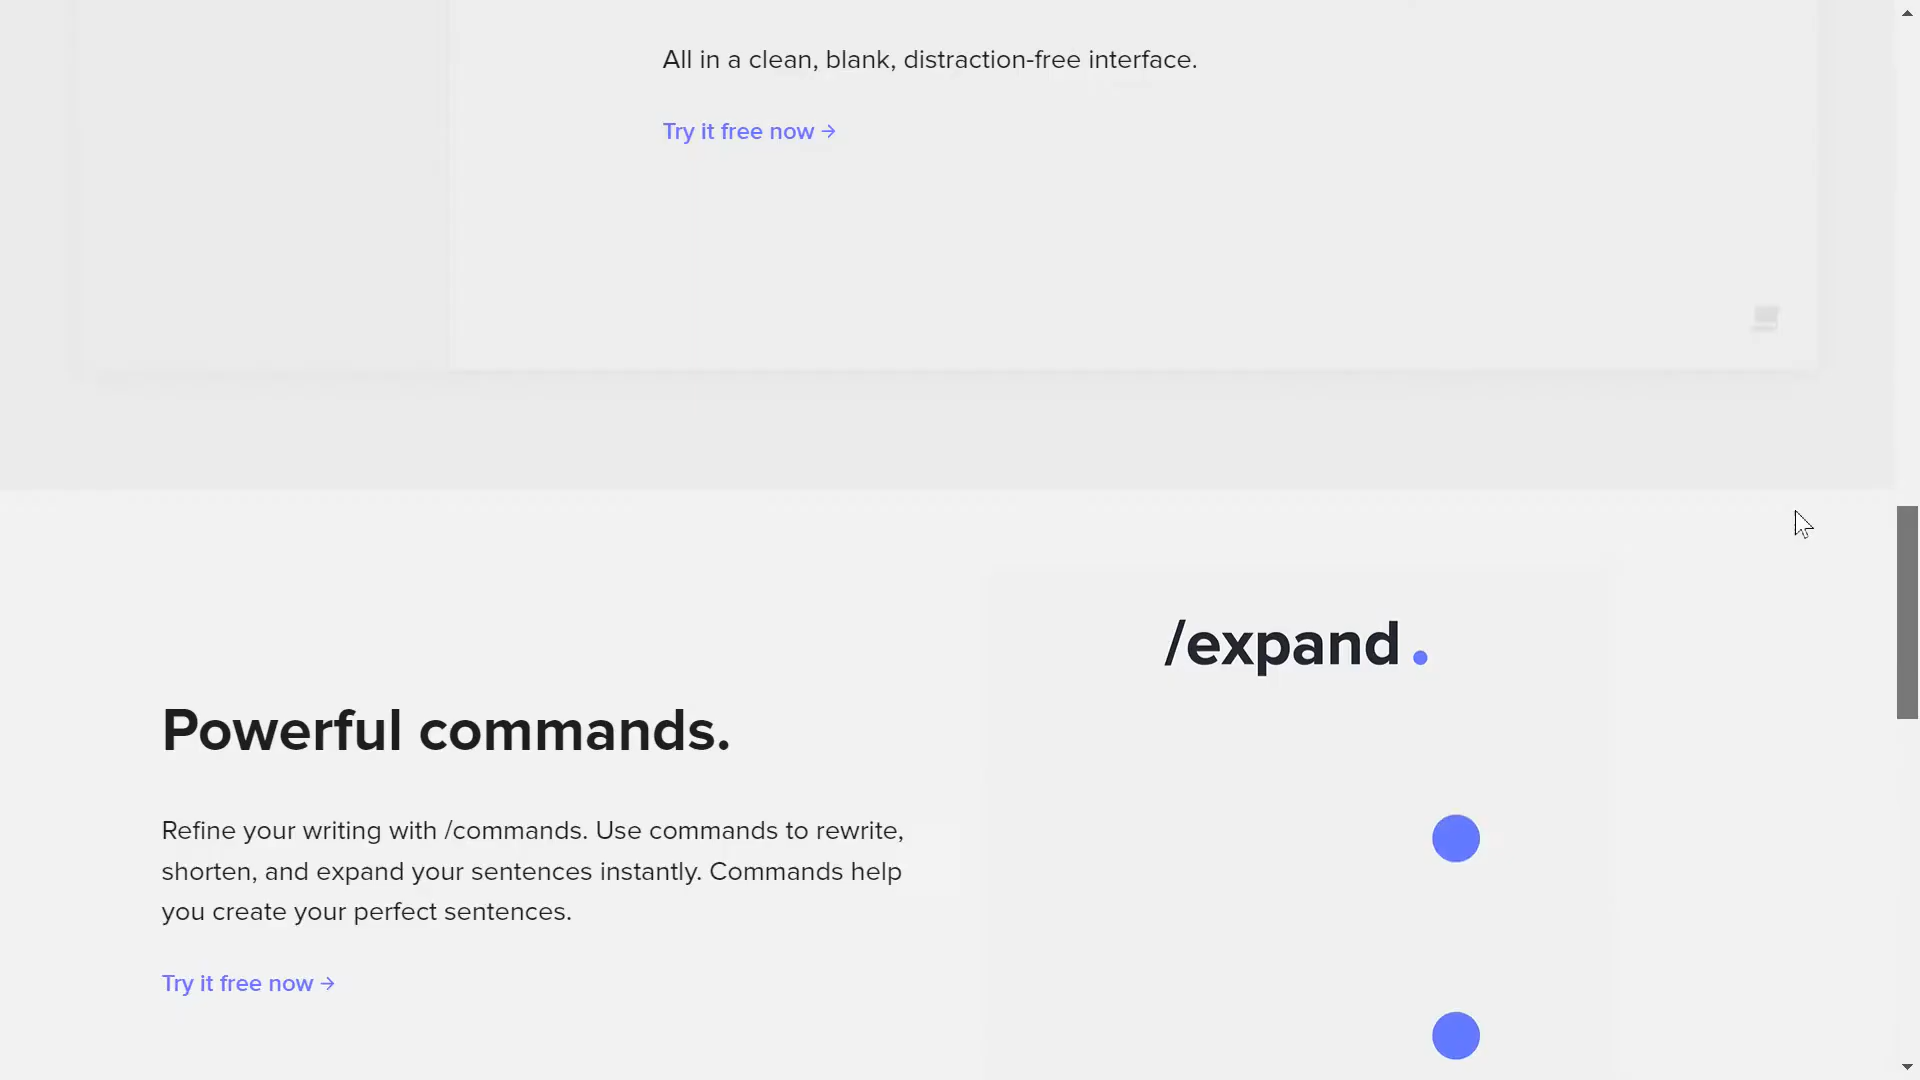 All in a clean, blank, distraction-free interface.
Try it free now →
/expand.
Powerful commands.
Refine your writing with /commands. Use commands to rewrite,
shorten, and expand your sentences instantly. Commands help
you create your perfect sentences.
Try it free now →